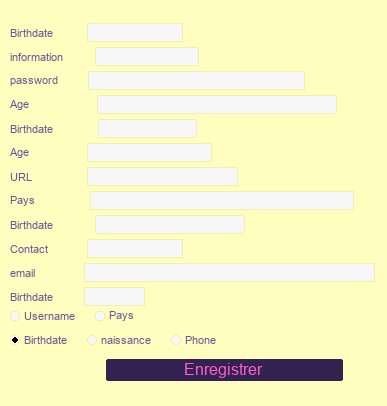 Birthdate
information
password
Age
Birthdate
Age
URL
Pays
Birthdate
Contact
email
Birthdate
Username Pays
Birthdate naissance Phone
Enregistrer